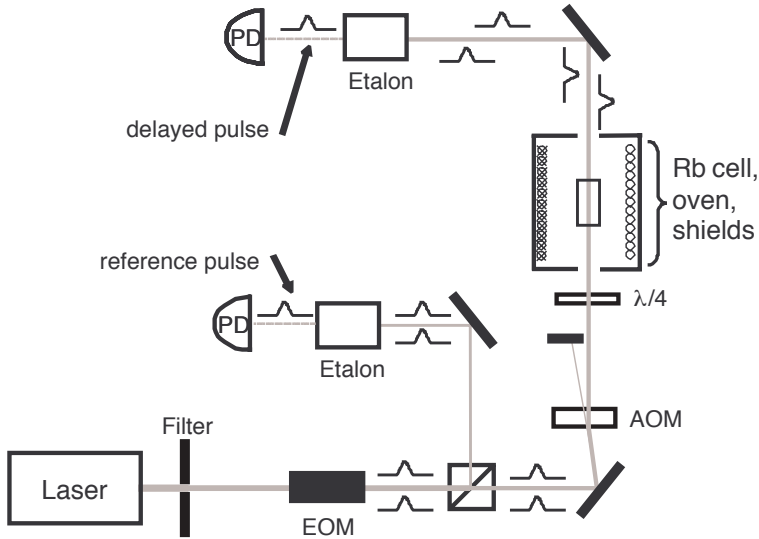 PD
Etalon
delayed pulse
Rb cell,
oven,
shields
reference pulse
λ/4
PD
Etalon
AOM
Filter
Laser
EOM